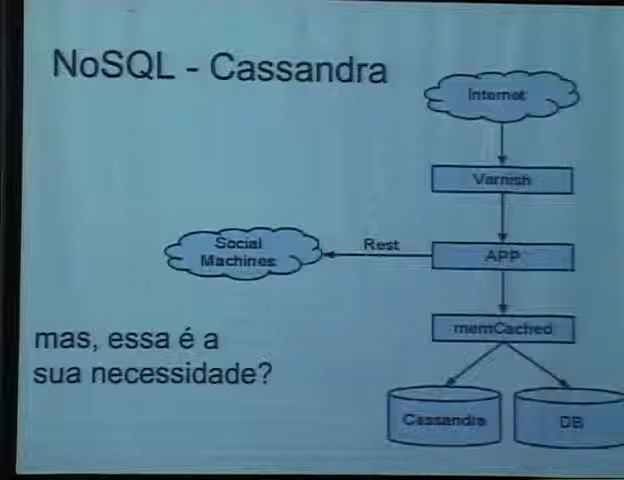 NoSQL - Cassandra
Internet
Varnish
Social
Machines
Rest
APP
memCached
mas, essa é a
sua necessidade?
Cassandra
DB